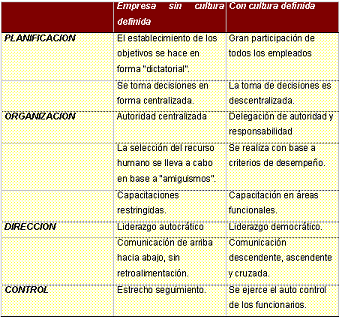 Empresa sin cultura definida
Con cultura definida
PLANIFICACION
El establecimiento de los
objetivos se hace en
forma "dictatorial".
Gran participación de
todos los empleados
Se toma decisiones en
forma centralizada.
La toma de decisiones es
descentralizada.
ORGANIZACION
Autoridad centralizada
Delegación de autoridad y
responsabilidad
La selección del recurso
humano se lleva a cabo
en base a "amiguismos".
Se realiza con base a
criterios de desempeño.
Capacitaciones
restringidas.
Capacitación en áreas
funcionales.
DIRECCION
Liderazgo autocrático
Liderazgo democrático.
Comunicación de arriba
hacia abajo, sin
retroalimentación.
Comunicación
descendente, ascendente
y cruzada.
CONTROL
Estrecho seguimiento.
Se ejerce el auto control
de los funcionarios.